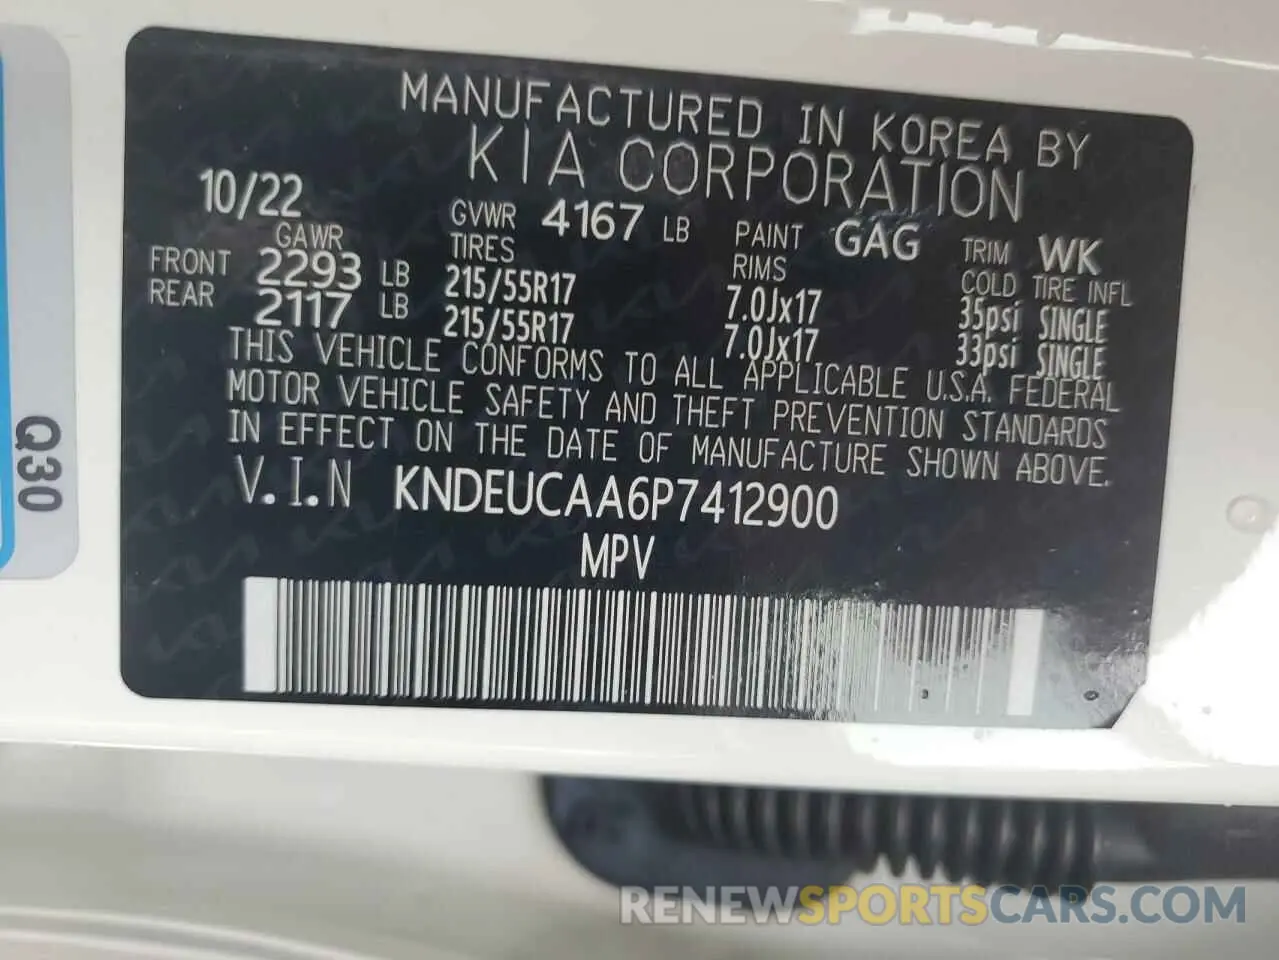 MANUFACTURED IN KOREA BY
KIA CORPORATION
10/22 GVWR 4167 LB PAINT GAG TRIM WK
GAWR TIRES RIMS COLD TIRE INFL
FRONT 2293 LB 215/55R17 7.0Jx17 35psi SINGLE
REAR 2117 LB 215/55R17 7.0Jx17 33psi SINGLE
THIS VEHICLE CONFORMS TO ALL APPLICABLE U.S.A. FEDERAL
MOTOR VEHICLE SAFETY AND THEFT PREVENTION STANDARDS
IN EFFECT ON THE DATE OF MANUFACTURE SHOWN ABOVE.
V.I.N KNDEUCAA6P7412900
MPV
Q30
RENEWSPORTSCARS.COM